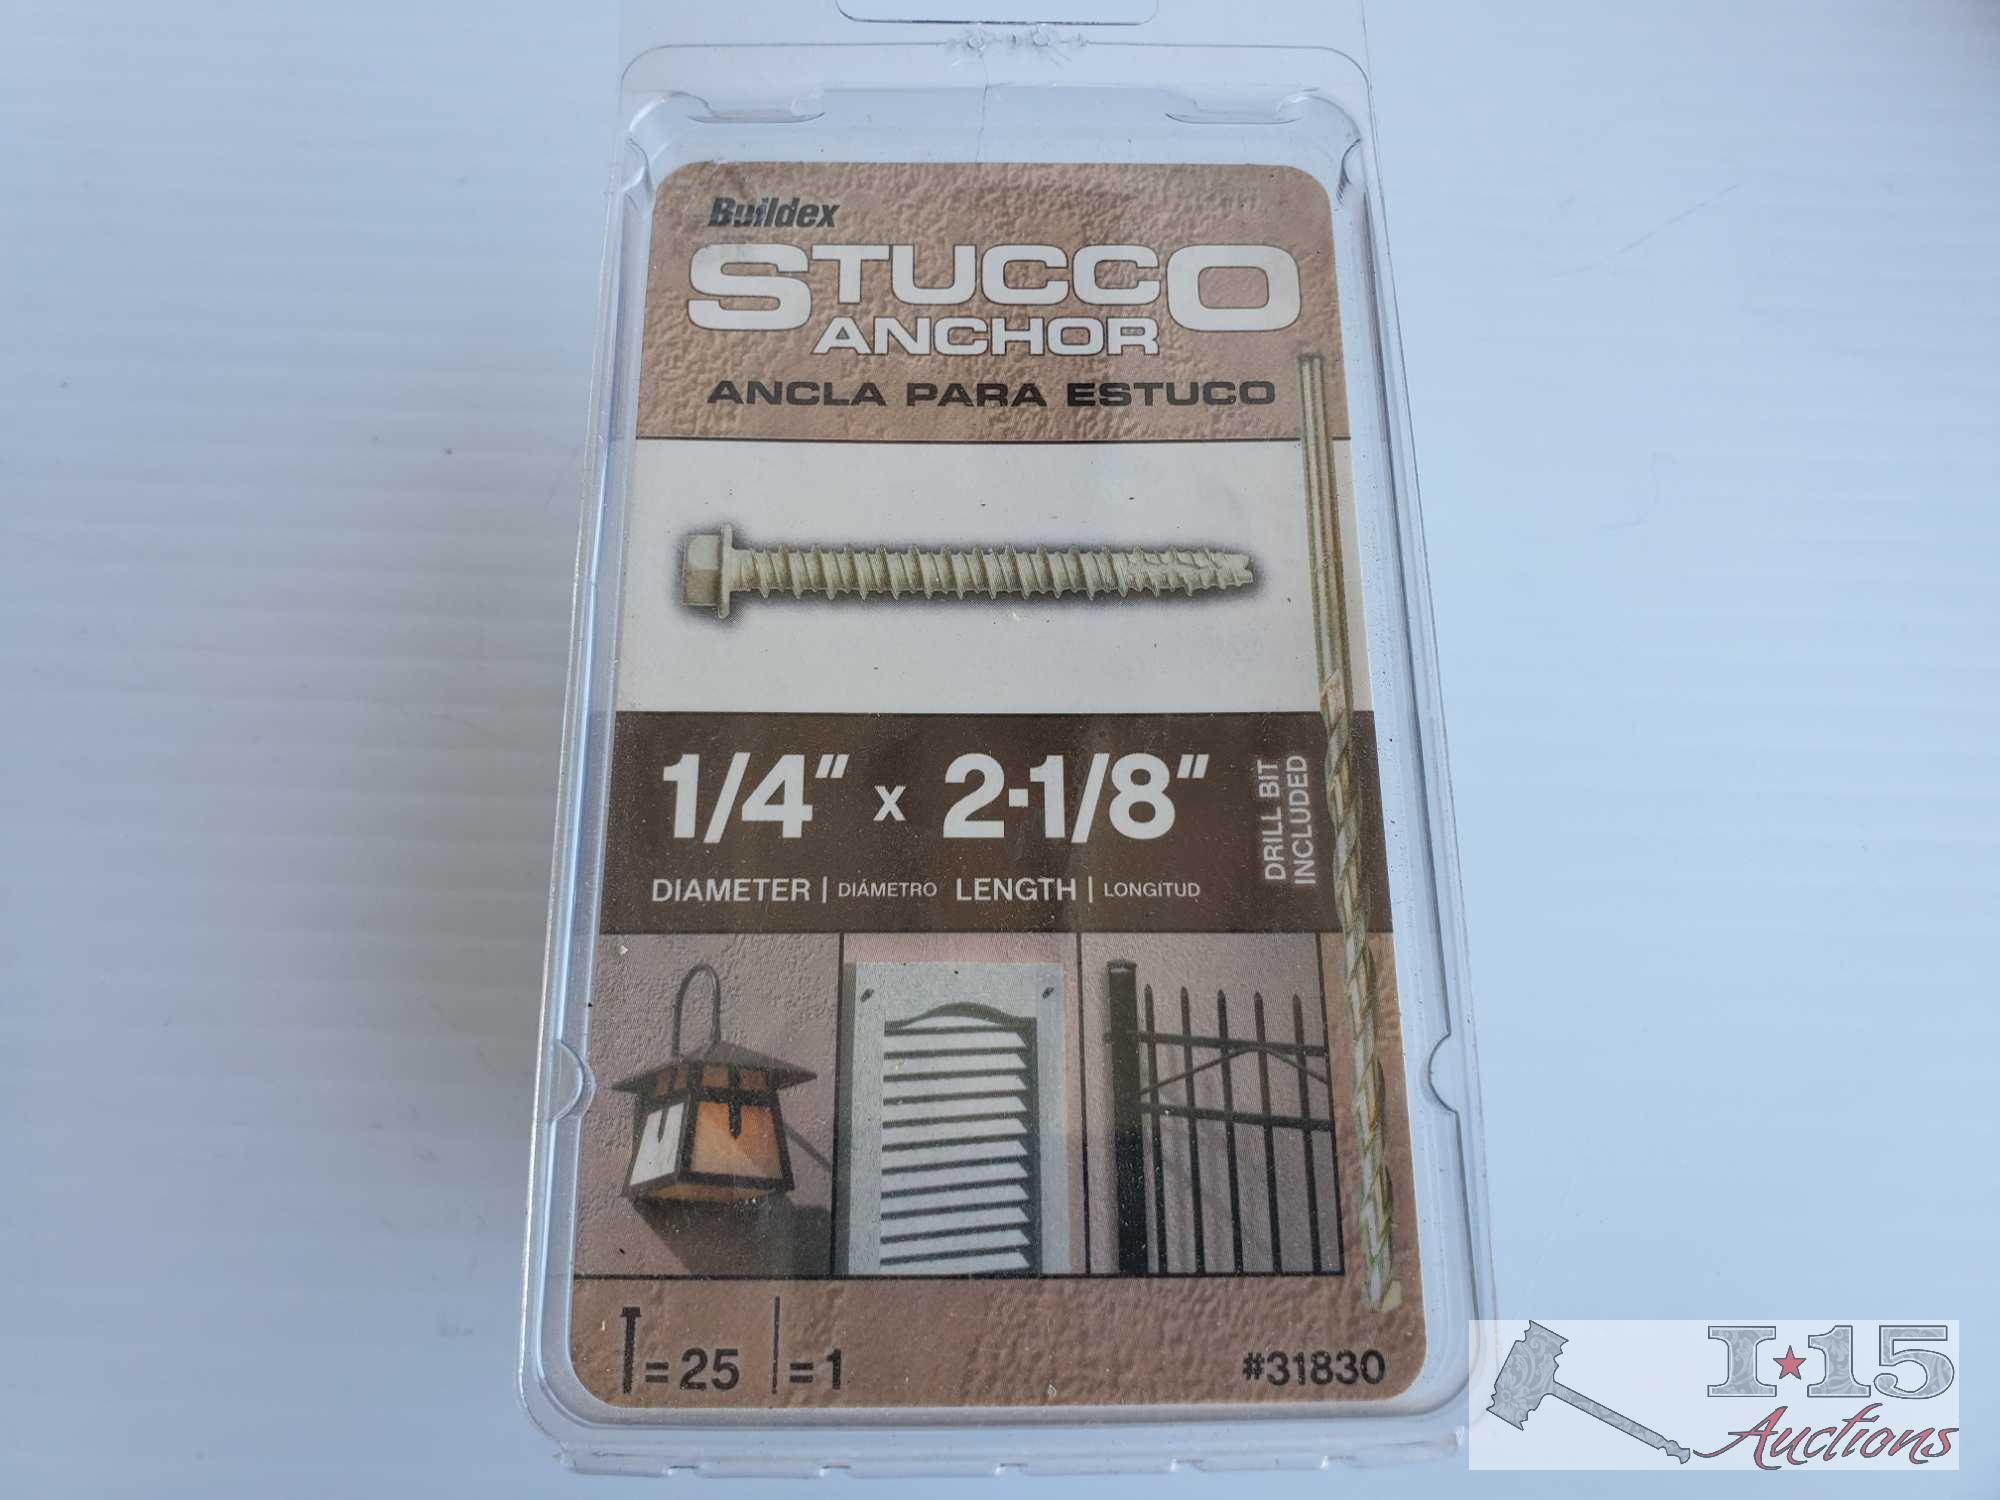 Buildex
STUCCO
ANCHOR
ANCLA PARA ESTUCO
1/4" x 2-1/8"
DIAMETER | DIÁMETRO LENGTH | LONGÍTUD
DRILL BIT
INCLUDED
=25 =1
#31830
I-15
Auctions